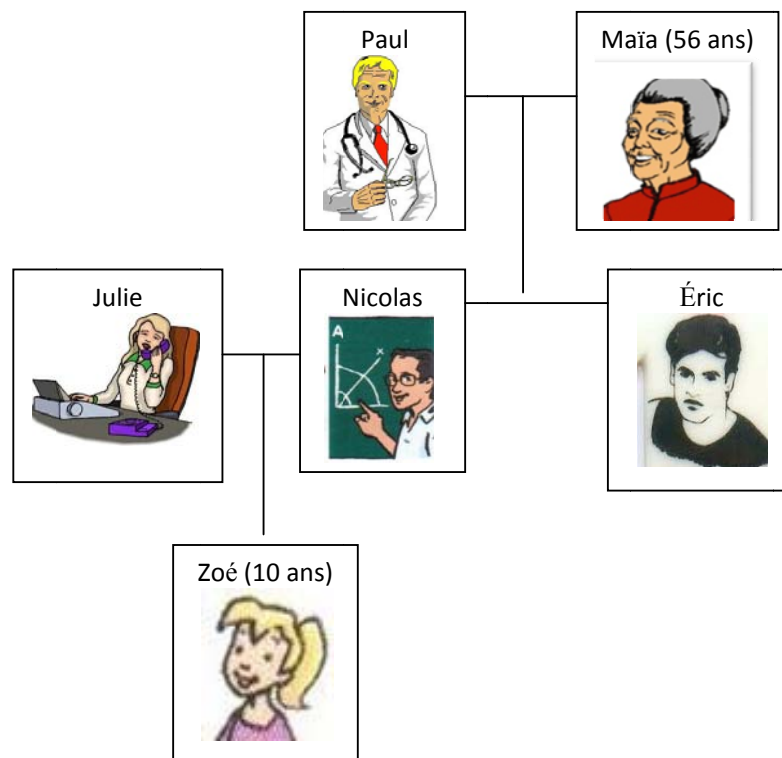 Paul
Maïa (56 ans)
Julie
Nicolas
Éric
A
x
Zoé (10 ans)